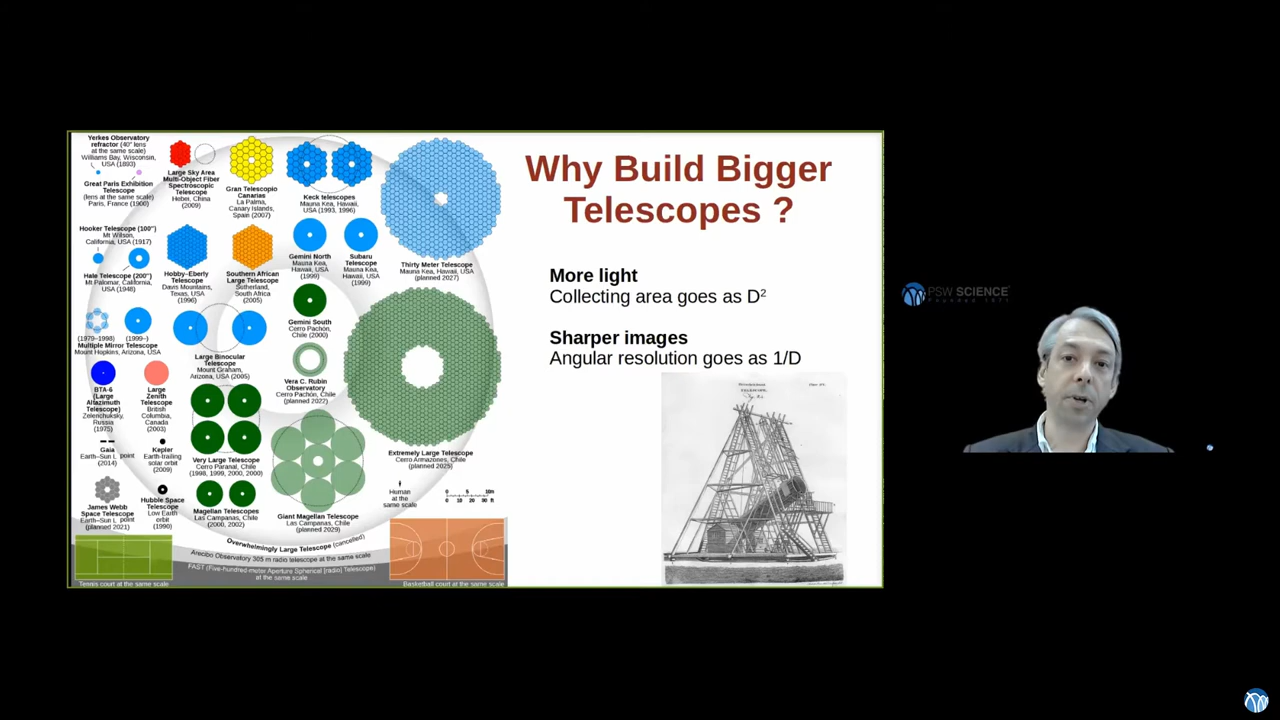 Yerkes Observatory
refractor (40" lens
at the same scale)
Williams Bay, Wisconsin,
USA (1893)
Great Paris Exhibition
Telescope
(lens at the same scale)
Paris, France (1900)
Large Sky Area
Multi-Object Fiber
Spectroscopic
Telescope
Hebei, China
(2009)
Gran Telescopio
Canarias
La Palma,
Canary Islands,
Spain (2007)
Keck telescopes
Mauna Kea, Hawaii,
USA (1993, 1996)
Hooker Telescope (100")
Mt Wilson,
California, USA (1917)
Hale Telescope (200")
Mt Palomar, California,
USA (1948)
Hobby–Eberly
Telescope
Davis Mountains,
Texas, USA
(1996)
Southern African
Large Telescope
Sutherland,
South Africa
(2005)
Gemini North
Mauna Kea,
Hawaii, USA
(1999)
Subaru
Telescope
Mauna Kea,
Hawaii, USA
(1999)
Thirty Meter Telescope
Mauna Kea, Hawaii, USA
(planned 2027)
Gemini South
Cerro Pachón,
Chile (2000)
(1979–1998) (1999–)
Multiple Mirror Telescope
Mount Hopkins, Arizona, USA
Large Binocular
Telescope
Mount Graham,
Arizona, USA (2005)
Vera C. Rubin
Observatory
Cerro Pachón, Chile
(planned 2022)
BTA-6
(Large
Altazimuth
Telescope)
Zelenchuksky,
Russia
(1975)
Large
Zenith
Telescope
British
Columbia,
Canada
(2003)
Gaia
Earth–Sun L point
(2014)
Kepler
Earth-trailing
solar orbit
(2009)
Very Large Telescope
Cerro Paranal, Chile
(1998, 1999, 2000, 2000)
Extremely Large Telescope
Cerro Armazones, Chile
(planned 2025)
James Webb
Space Telescope
Earth–Sun L point
(planned 2021)
Hubble Space
Telescope
Low Earth
orbit
(1990)
Magellan Telescopes
Las Campanas, Chile
(2000, 2002)
Giant Magellan Telescope
Las Campanas, Chile
(planned 2029)
Human
at the
same scale
0 5 10m
0 10 20 30 ft
Overwhelmingly Large Telescope (cancelled)
Arecibo Observatory 305 m radio telescope at the same scale
FAST (Five-hundred-meter Aperture Spherical [radio] Telescope)
at the same scale
Tennis court at the same scale
Basketball court at the same scale
Why Build Bigger
Telescopes ?
More light
Collecting area goes as D²
Sharper images
Angular resolution goes as 1/D
PSW SCIENCE
Founded 1871